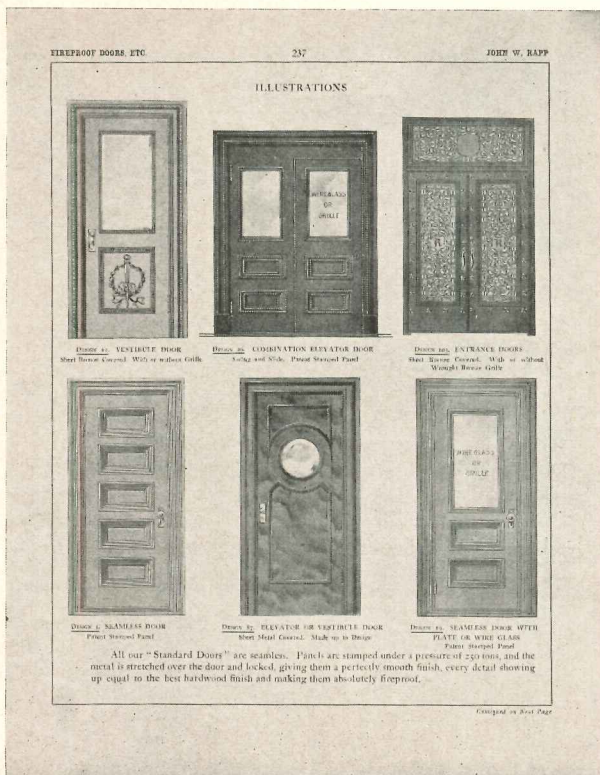 FIREPROOF DOORS, ETC.
237
JOHN W. RAPP
ILLUSTRATIONS
WIRE GLASS
OR
GRILLE
DESIGN VESTIBULE DOOR
Sheet Bronze Covered. With or without Grille
DESIGN COMBINATION ELEVATOR DOOR
Swing and Slide. Patent Stamped Panel
DESIGN ENTRANCE DOORS
Sheet Bronze Covered. With or without
Wrought Bronze Grille
WIRE GLASS
OR
GRILLE
DESIGN SEAMLESS DOOR
Patent Stamped Panel
DESIGN ELEVATOR OR VESTIBULE DOOR
Sheet Metal Covered. Made up to Design
DESIGN SEAMLESS DOOR WITH
PLATE OR WIRE GLASS
Patent Stamped Panel
All our "Standard Doors" are seamless. Panels are stamped under a pressure of 250 tons, and the
metal is stretched over the door and locked, giving them a perfectly smooth finish, every detail showing
up equal to the best hardwood finish and making them absolutely fireproof.
Continued on Next Page